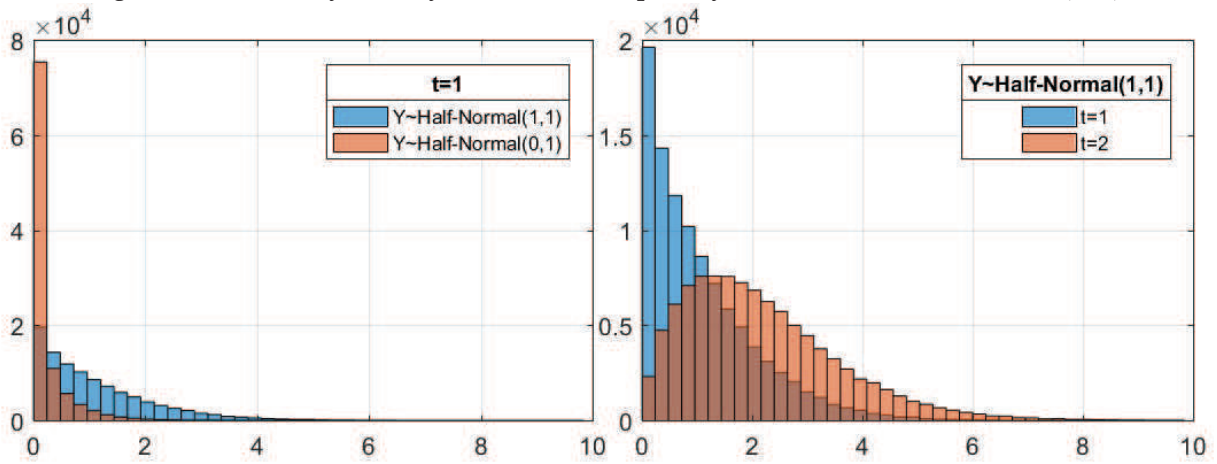 ×10⁴
8
6
4
2
0
0 2 4 6 8 10
t=1
Y~Half-Normal(1,1)
Y~Half-Normal(0,1)
×10⁴
2
1.5
1
0.5
0
0 2 4 6 8 10
Y~Half-Normal(1,1)
t=1
t=2